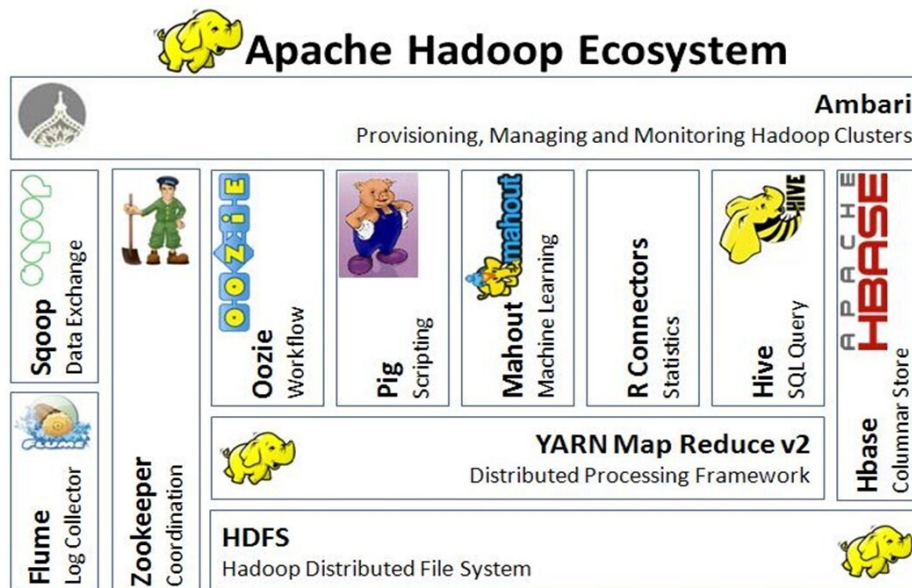 Apache Hadoop Ecosystem
Ambari
Provisioning, Managing and Monitoring Hadoop Clusters
sqoop
Sqoop
Data Exchange
FLUME
Flume
Log Collector
Zookeeper
Coordination
OOZIE
Oozie
Workflow
Pig
Scripting
mahout
Mahout
Machine Learning
R Connectors
Statistics
HIVE
Hive
SQL Query
APACHE
HBASE
Hbase
Columnar Store
YARN Map Reduce v2
Distributed Processing Framework
HDFS
Hadoop Distributed File System